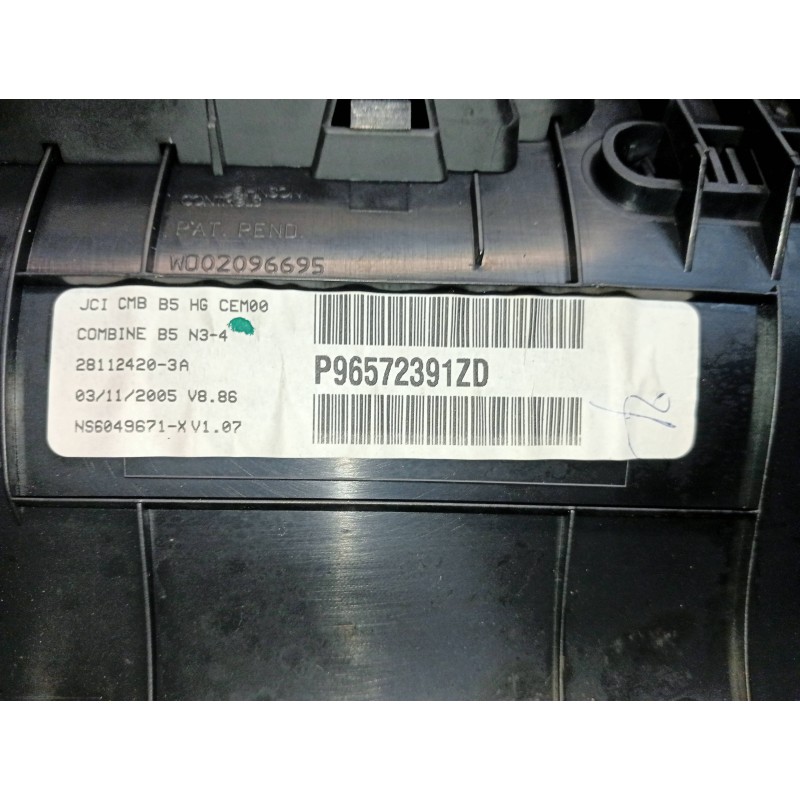 CONTROLS
PAT. PEND.
W002096695
JCI CMB B5 HG CEM00
COMBINE B5 N3-4
28112420-3A
03/11/2005 V8.86
NS6049671-X V1.07
P96572391ZD